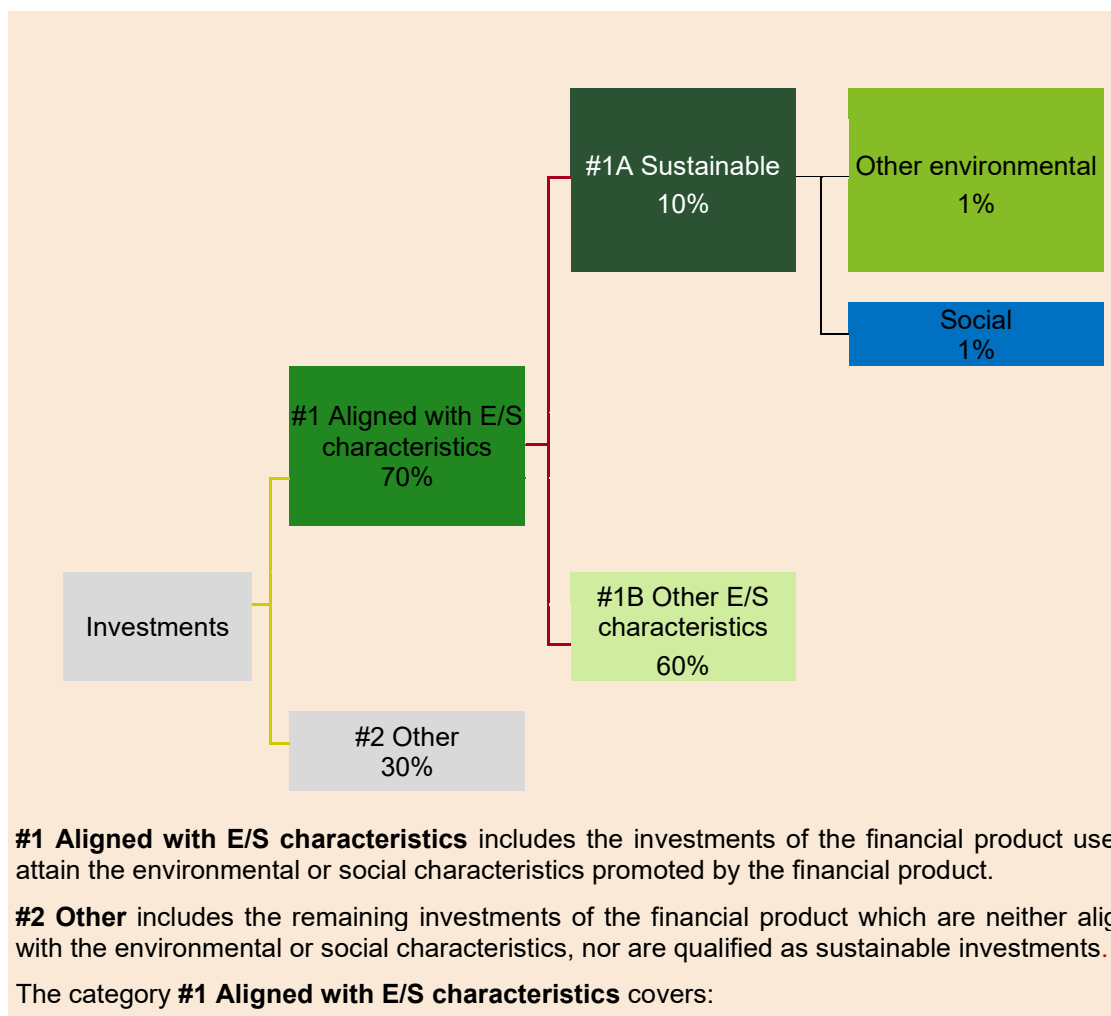 #1A Sustainable
10%
Other environmental
1%
Social
1%
#1 Aligned with E/S
characteristics
70%
#1B Other E/S
characteristics
60%
Investments
#2 Other
30%
#1 Aligned with E/S characteristics includes the investments of the financial product use
attain the environmental or social characteristics promoted by the financial product.
#2 Other includes the remaining investments of the financial product which are neither alig
with the environmental or social characteristics, nor are qualified as sustainable investments.
The category #1 Aligned with E/S characteristics covers: